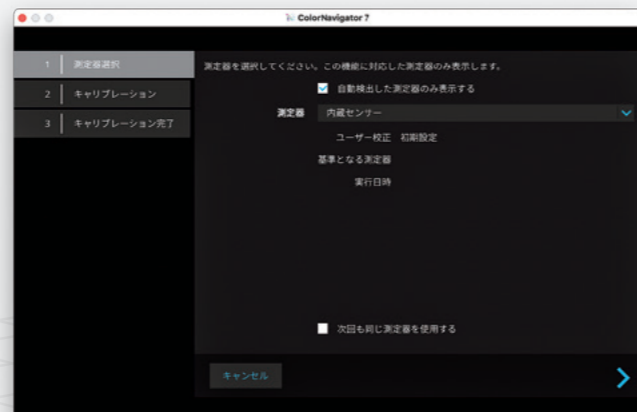 ColorNavigator 7
1 測定器選択
2 キャリブレーション
3 キャリブレーション完了
測定器を選択してください。この機能に対応した測定器のみ表示します。
自動検出した測定器のみ表示する
測定器 内蔵センサー
ユーザー校正 初期設定
基準となる測定器
実行日時
次回も同じ測定器を使用する
キャンセル